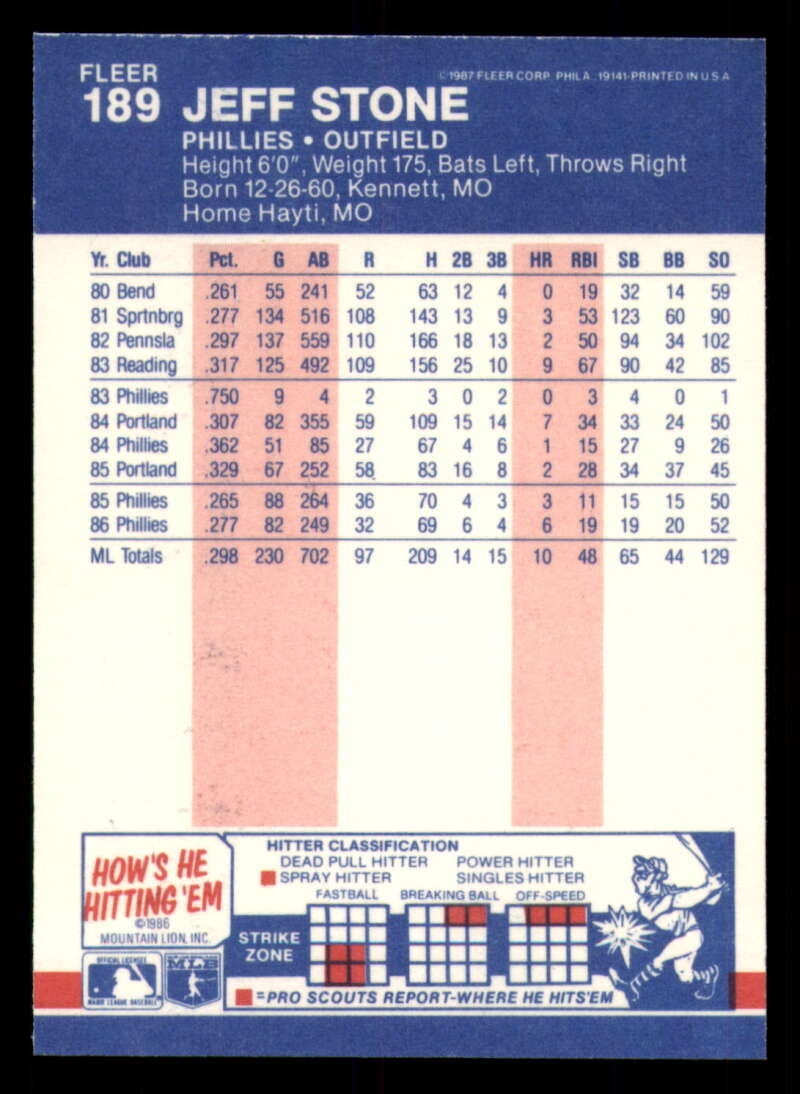 FLEER
© 1987 FLEER CORP. PHILA. 19141-PRINTED IN U S A
189 JEFF STONE
PHILLIES • OUTFIELD
Height 6'0", Weight 175, Bats Left, Throws Right
Born 12-26-60, Kennett, MO
Home Hayti, MO
Yr. Club Pct. G AB R H 2B 3B HR RBI SB BB SO
80 Bend .261 55 241 52 63 12 4 0 19 32 14 59
81 Sprtnbrg .277 134 516 108 143 13 9 3 53 123 60 90
82 Pennsla .297 137 559 110 166 18 13 2 50 94 34 102
83 Reading .317 125 492 109 156 25 10 9 67 90 42 85
83 Phillies .750 9 4 2 3 0 2 0 3 4 0 1
84 Portland .307 82 355 59 109 15 14 7 34 33 24 50
84 Phillies .362 51 85 27 67 4 6 1 15 27 9 26
85 Portland .329 67 252 58 83 16 8 2 28 34 37 45
85 Phillies .265 88 264 36 70 4 3 3 11 15 15 50
86 Phillies .277 82 249 32 69 6 4 6 19 19 20 52
ML Totals .298 230 702 97 209 14 15 10 48 65 44 129
HOW'S HE
HITTING 'EM
©1986
MOUNTAIN LION, INC.
OFFICIAL LICENSEE
MAJOR LEAGUE BASEBALL
MLB
HITTER CLASSIFICATION
DEAD PULL HITTER POWER HITTER
SPRAY HITTER SINGLES HITTER
FASTBALL BREAKING BALL OFF-SPEED
STRIKE
ZONE
=PRO SCOUTS REPORT-WHERE HE HITS'EM